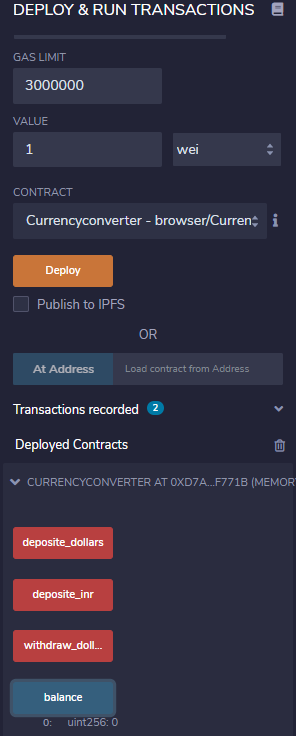 DEPLOY & RUN TRANSACTIONS
GAS LIMIT
3000000
VALUE
1 wei
CONTRACT
Currencyconverter - browser/Curren
Deploy
Publish to IPFS
OR
At Address Load contract from Address
Transactions recorded 2
Deployed Contracts
CURRENCYCONVERTER AT 0XD7A...F771B (MEMOR
deposite_dollars
deposite_inr
withdraw_doll...
balance
0: uint256: 0